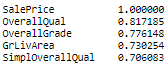 SalePrice 1.000000
OverallQual 0.817185
OverallGrade 0.776148
GrLivArea 0.730254
SimplOverallQual 0.706083